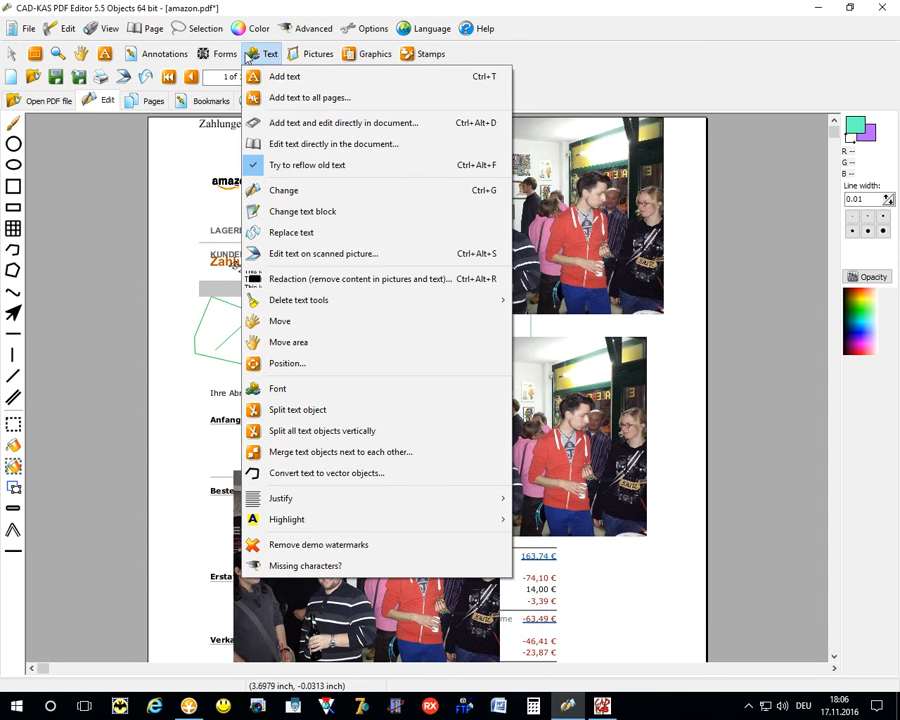 CAD-KAS PDF Editor 5.5 Objects 64 bit - [amazon.pdf*]
File Edit View Page Selection Color Advanced Options Language Help
Annotations Forms Text Pictures Graphics Stamps
1 of
Open PDF file Edit Pages Bookmarks
Zahlunge
Add text Ctrl+T
Add text to all pages...
Add text and edit directly in document... Ctrl+Alt+D
Edit text directly in the document...
Try to reflow old text Ctrl+Alt+F
Change Ctrl+G
Change text block
Replace text
Edit text on scanned picture... Ctrl+Alt+S
Redaction (remove content in pictures and text)... Ctrl+Alt+R
Delete text tools
Move
Move area
Position...
Font
Split text object
Split all text objects vertically
Merge text objects next to each other...
Convert text to vector objects...
Justify
Highlight
Remove demo watermarks
Missing characters?
amazo
LAGERE
KUNDEN
Zahl
Ihre Abr
Anfang
Beste
Ersta
Verka
163,74 €
-74,10 €
14,00 €
-3,39 €
-63,49 €
-46,41 €
-23,87 €
R --
G --
B --
Line width:
0.01
Opacity
(3.6979 inch, -0.0313 inch)
DEU
18:06
17.11.2016